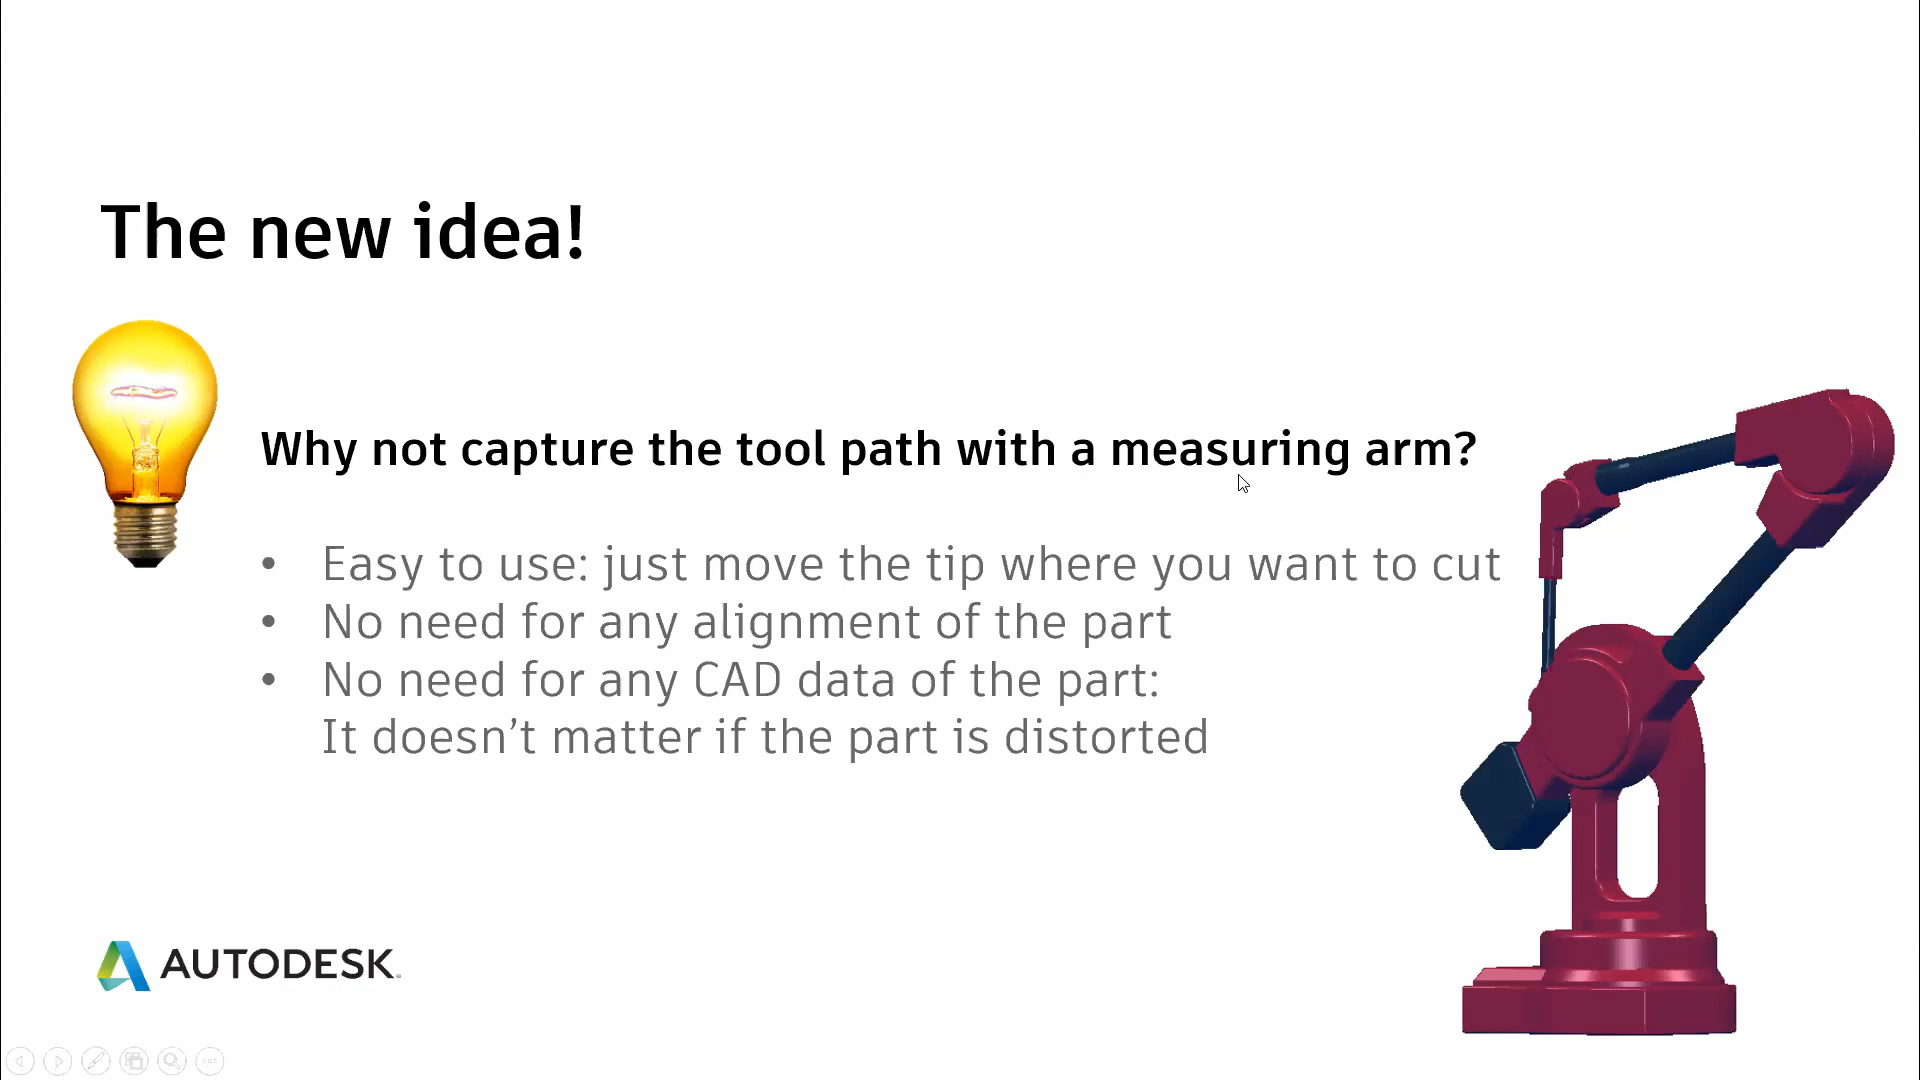 The new idea!
Why not capture the tool path with a measuring arm?
• Easy to use: just move the tip where you want to cut
• No need for any alignment of the part
• No need for any CAD data of the part:
It doesn’t matter if the part is distorted
AUTODESK.